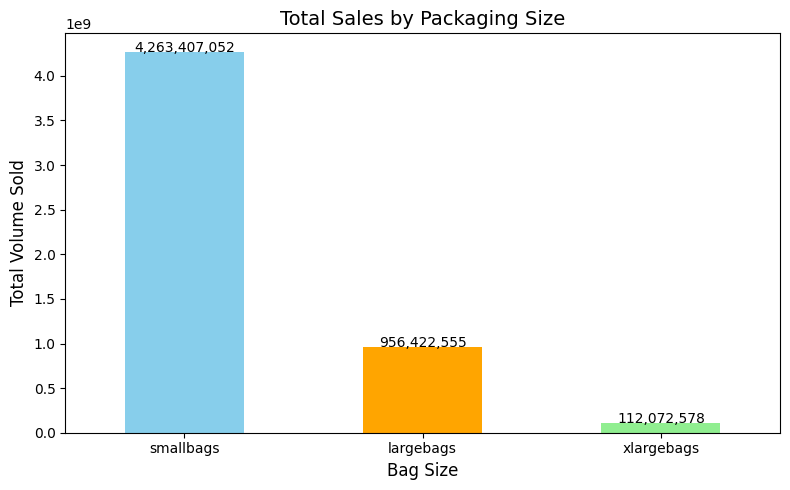 Total Sales by Packaging Size
1e9
4.0
3.5
3.0
2.5
2.0
1.5
1.0
0.5
0.0
Total Volume Sold
4,263,407,052
956,422,555
112,072,578
smallbags
largebags
xlargebags
Bag Size